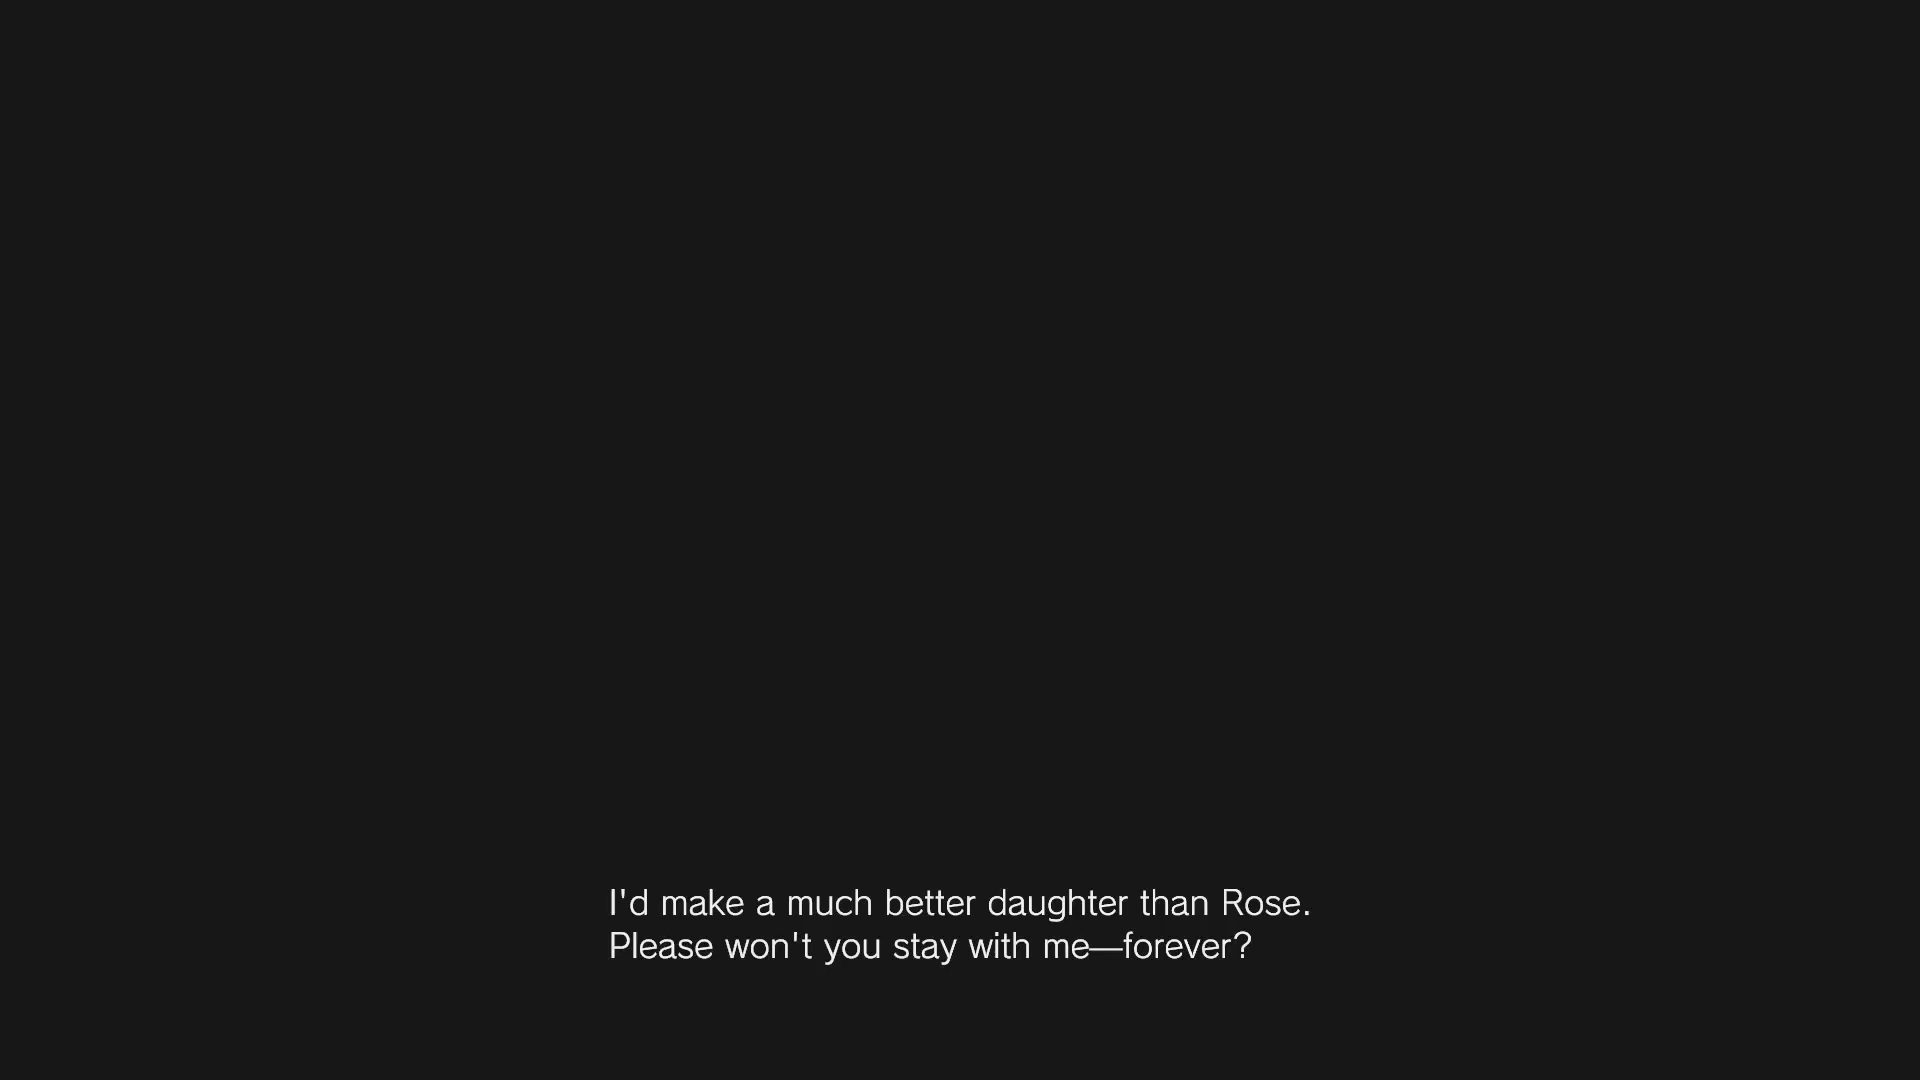 I'd make a much better daughter than Rose.
Please won't you stay with me—forever?